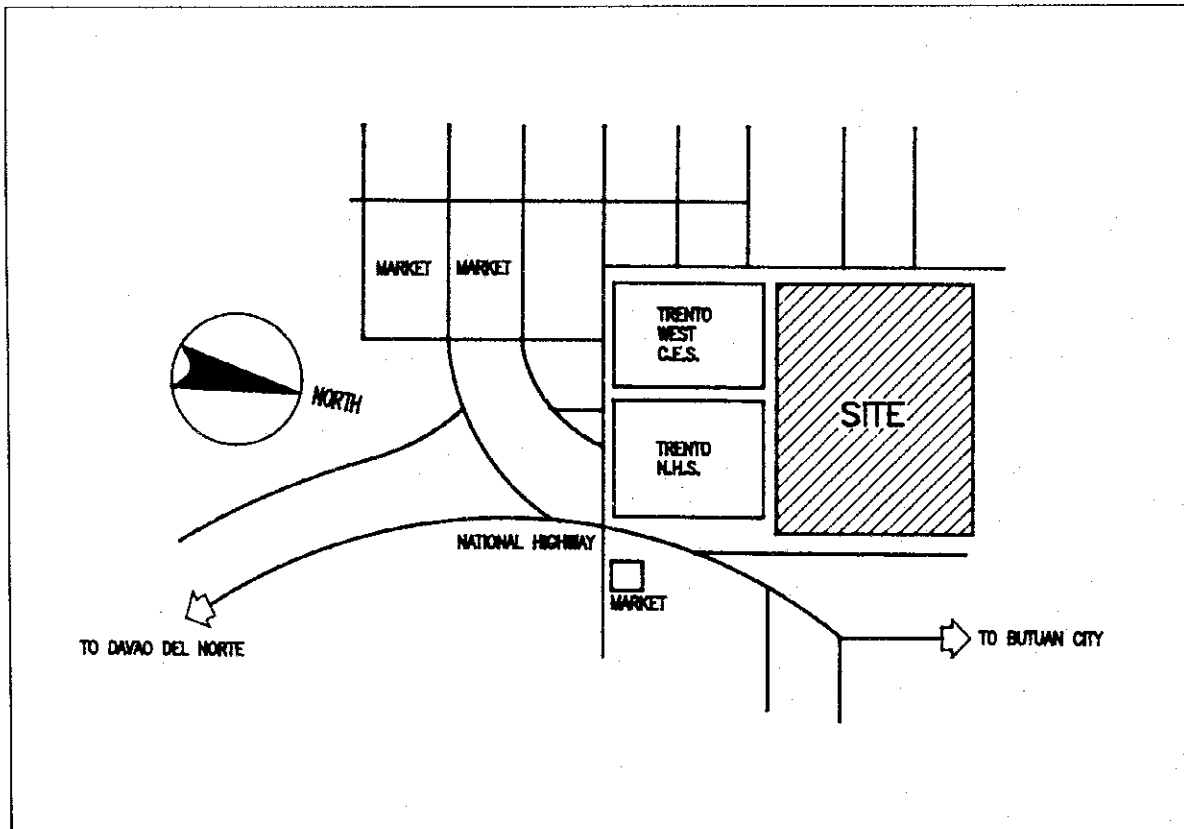 MARKET
MARKET
TRENTO
WEST
C.E.S.
NORTH
SITE
TRENTO
N.H.S.
NATIONAL HIGHWAY
MARKET
TO DAVAO DEL NORTE
TO BUTUAN CITY